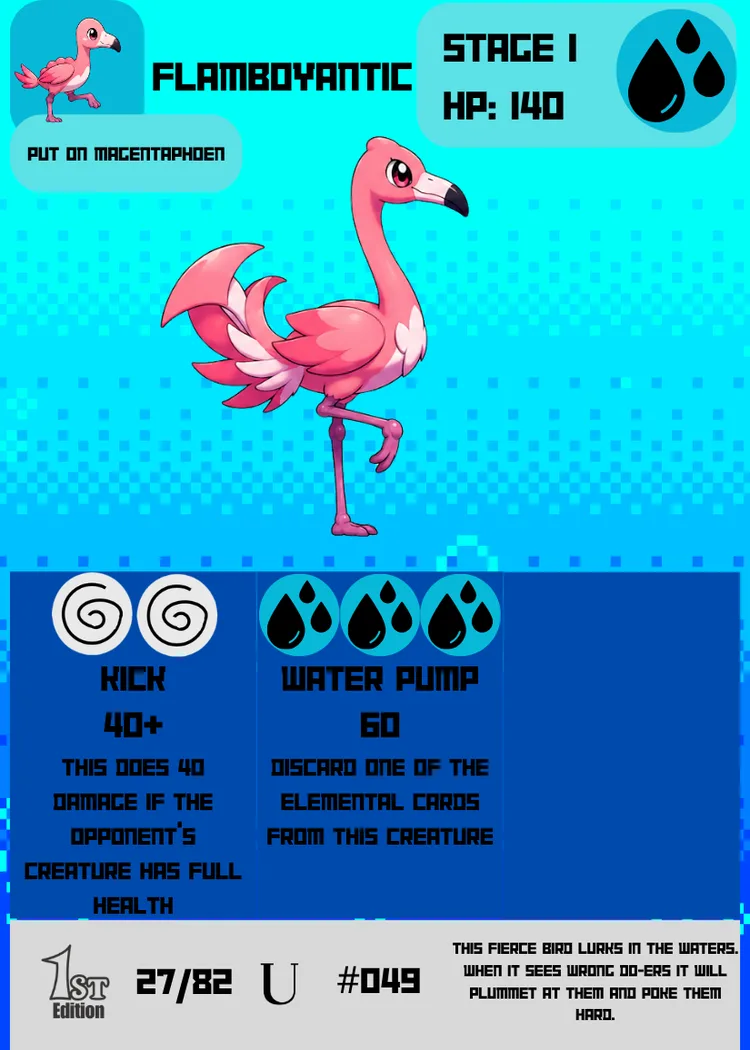 FLAMBOYANTIC
STAGE 1
HP: 140
PUT ON MAGENTAPHOEN
KICK
40+
THIS DOES 40
DAMAGE IF THE
OPPONENT'S
CREATURE HAS FULL
HEALTH
WATER PUMP
60
DISCARD ONE OF THE
ELEMENTAL CARDS
FROM THIS CREATURE
1ST
Edition
27/82
U
#049
THIS FIERCE BIRD LURKS IN THE WATERS.
WHEN IT SEES WRONG DO-ERS IT WILL
PLUMMET AT THEM AND POKE THEM
HARD.